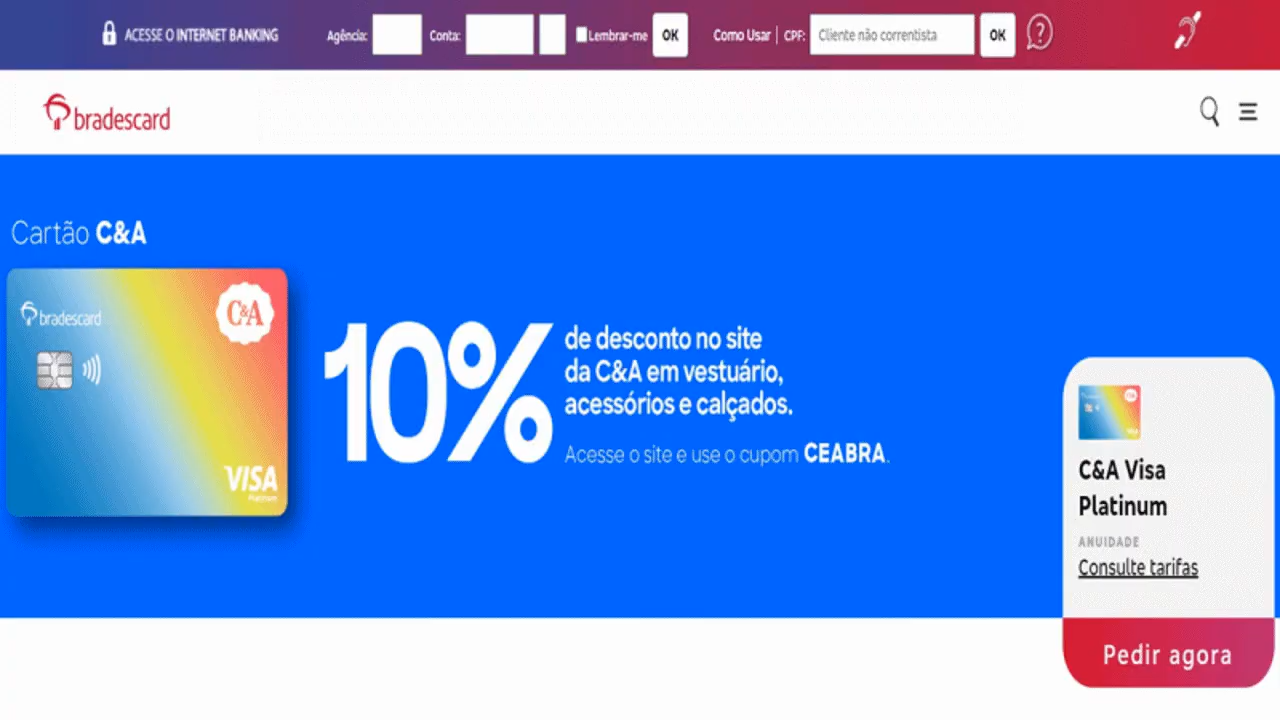 ACESSE O INTERNET BANKING Agência: Conta: Lembrar-me OK Como Usar | CPF: Cliente não correntista OK ?
bradescard
Cartão C&A
bradescard C&A
VISA
Platinum
10%
de desconto no site
da C&A em vestuário,
acessórios e calçados.
Acesse o site e use o cupom CEABRA.
C&A Visa
Platinum
ANUIDADE
Consulte tarifas
Pedir agora